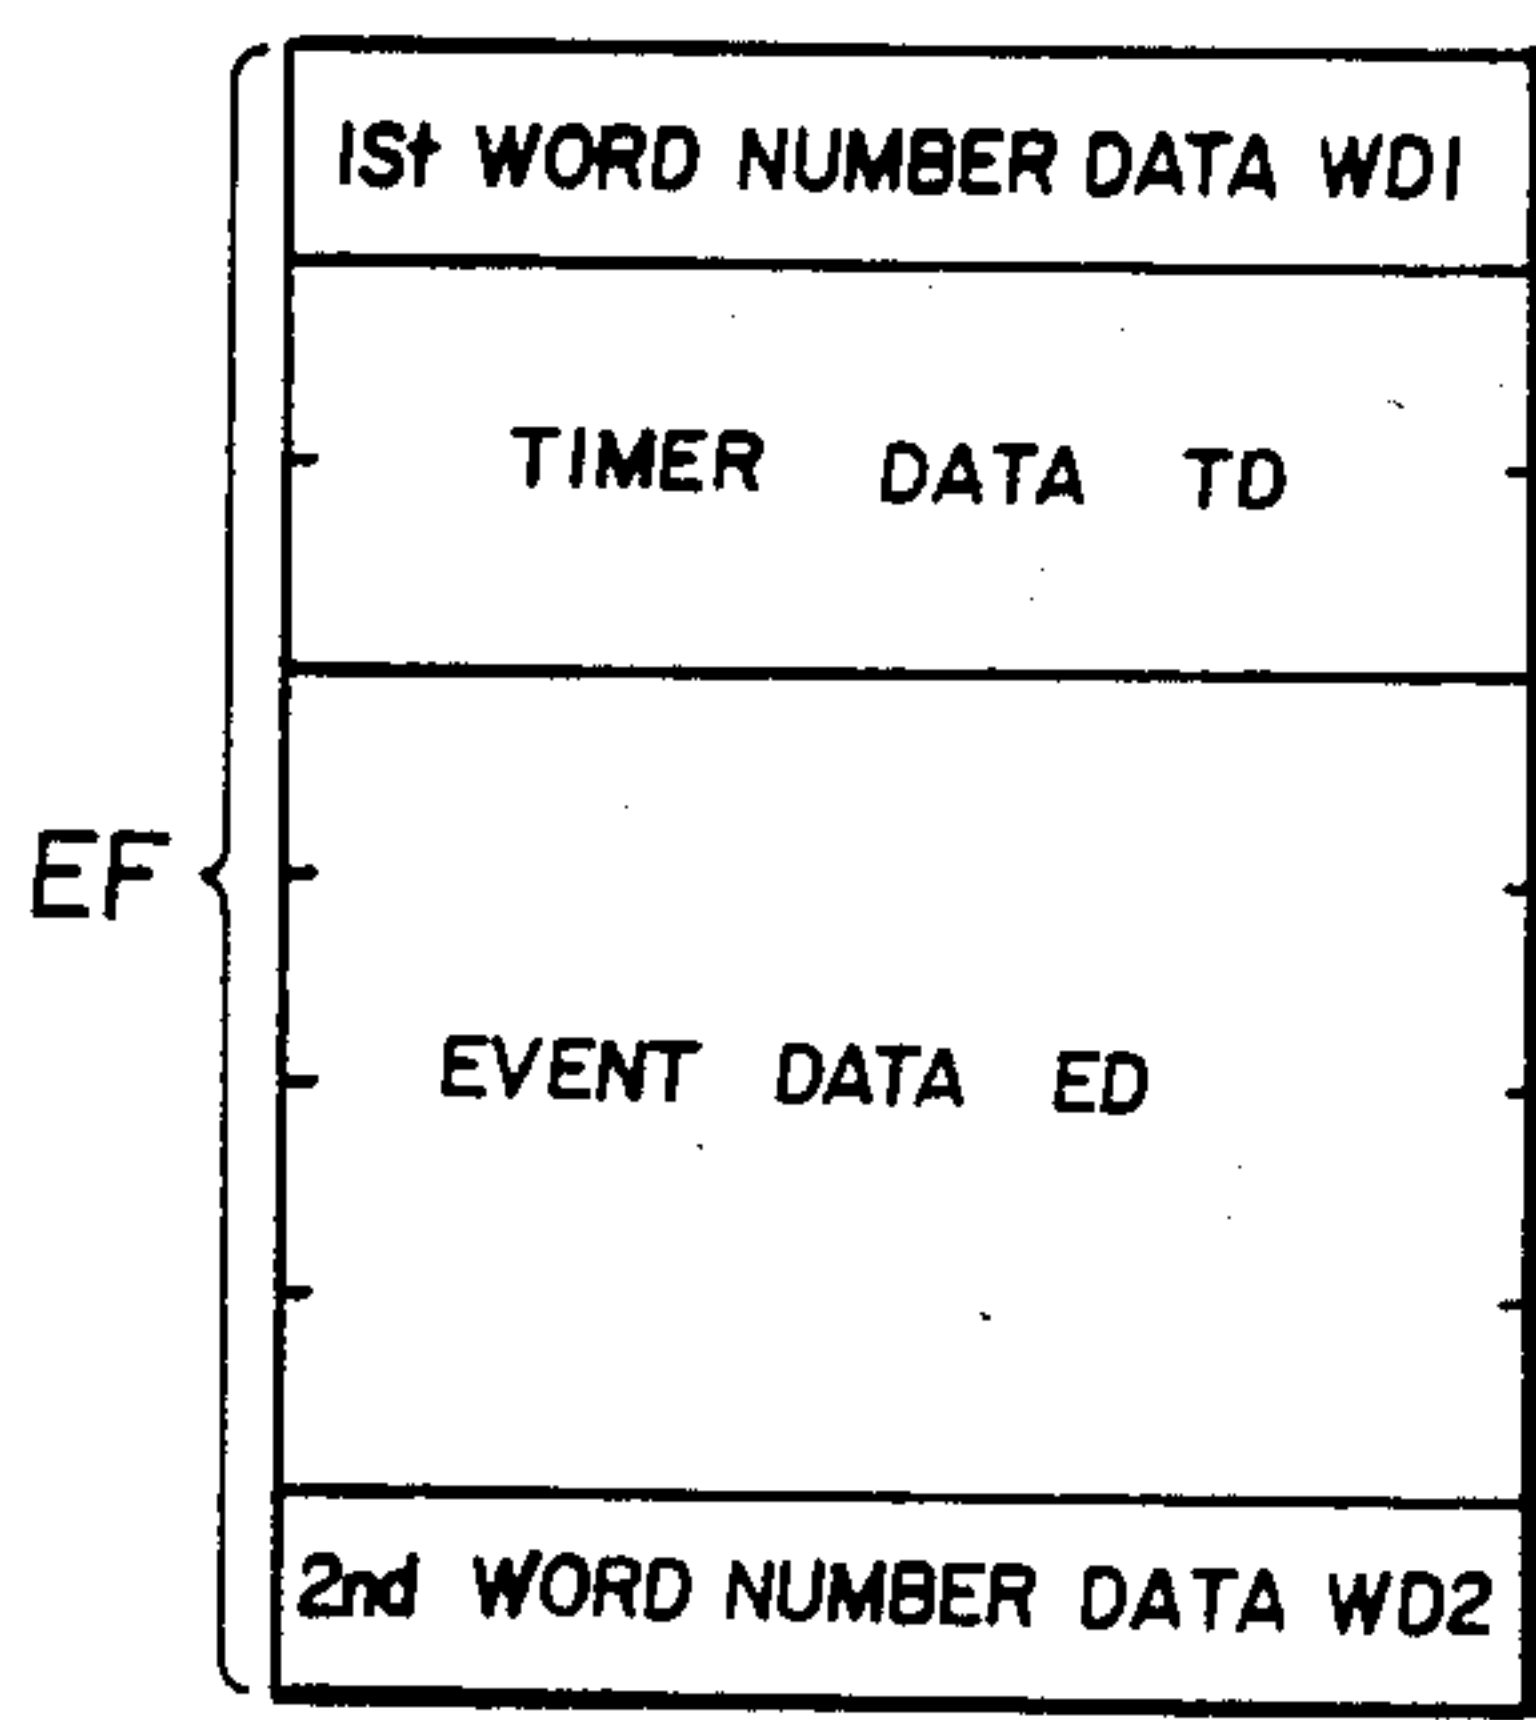 1St WORD NUMBER DATA WD1
TIMER DATA TD
EF
EVENT DATA ED
2nd WORD NUMBER DATA WD2